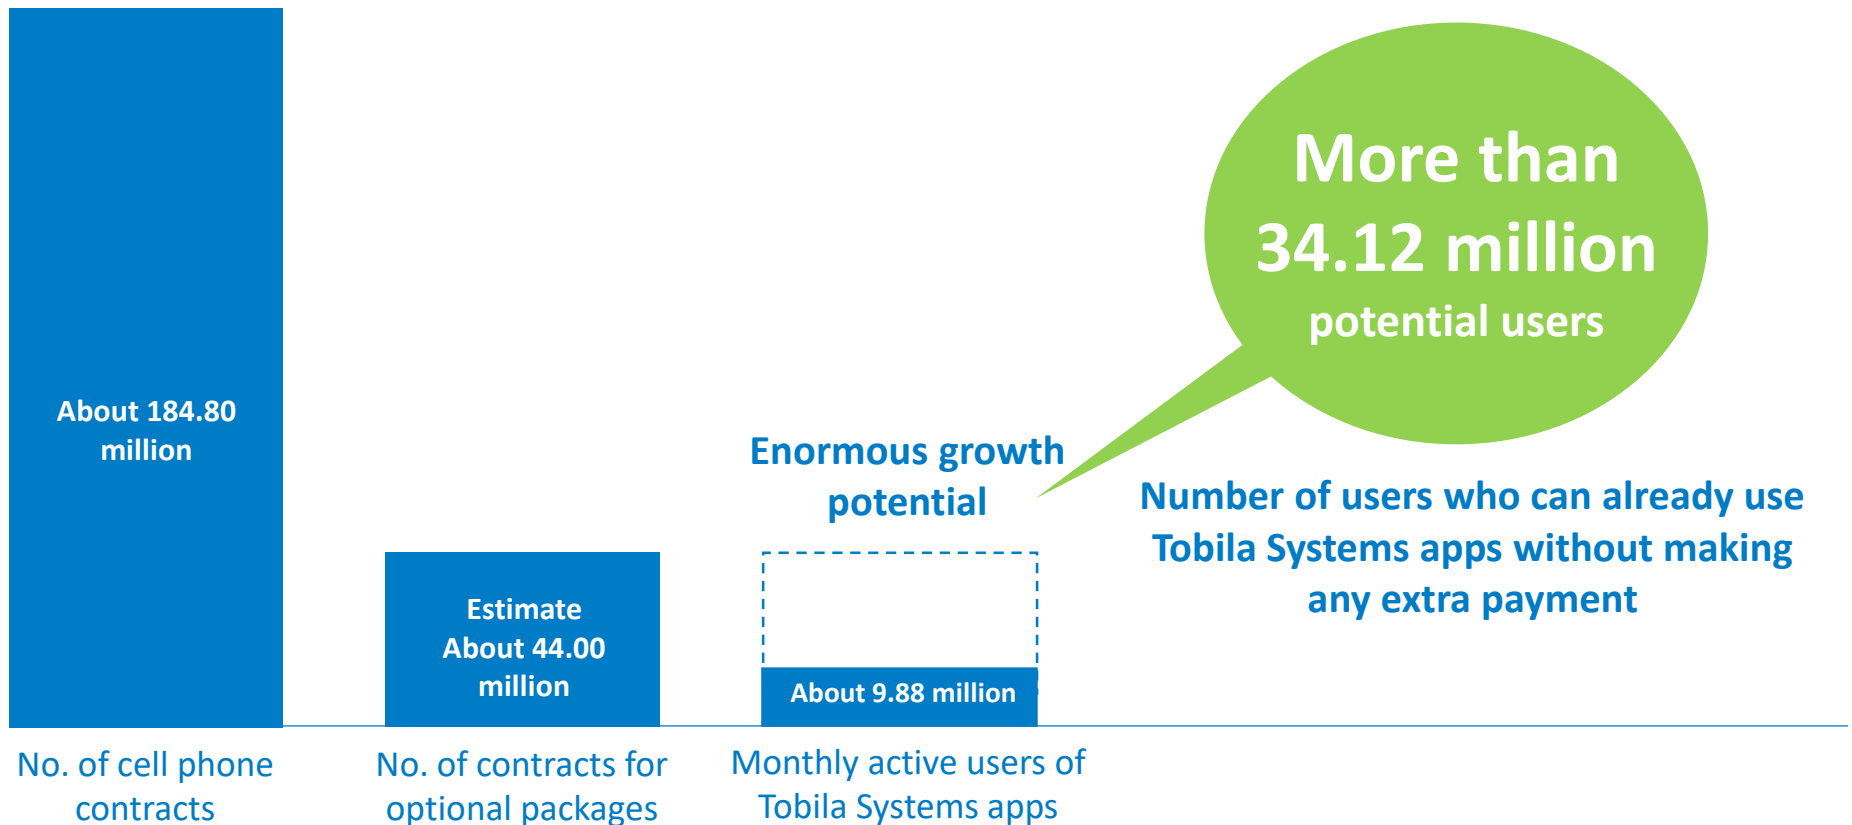 More than
34.12 million
potential users
About 184.80
million
Enormous growth
potential
Number of users who can already use
Tobila Systems apps without making
any extra payment
Estimate
About 44.00
million
About 9.88 million
No. of cell phone
contracts
No. of contracts for
optional packages
Monthly active users of
Tobila Systems apps